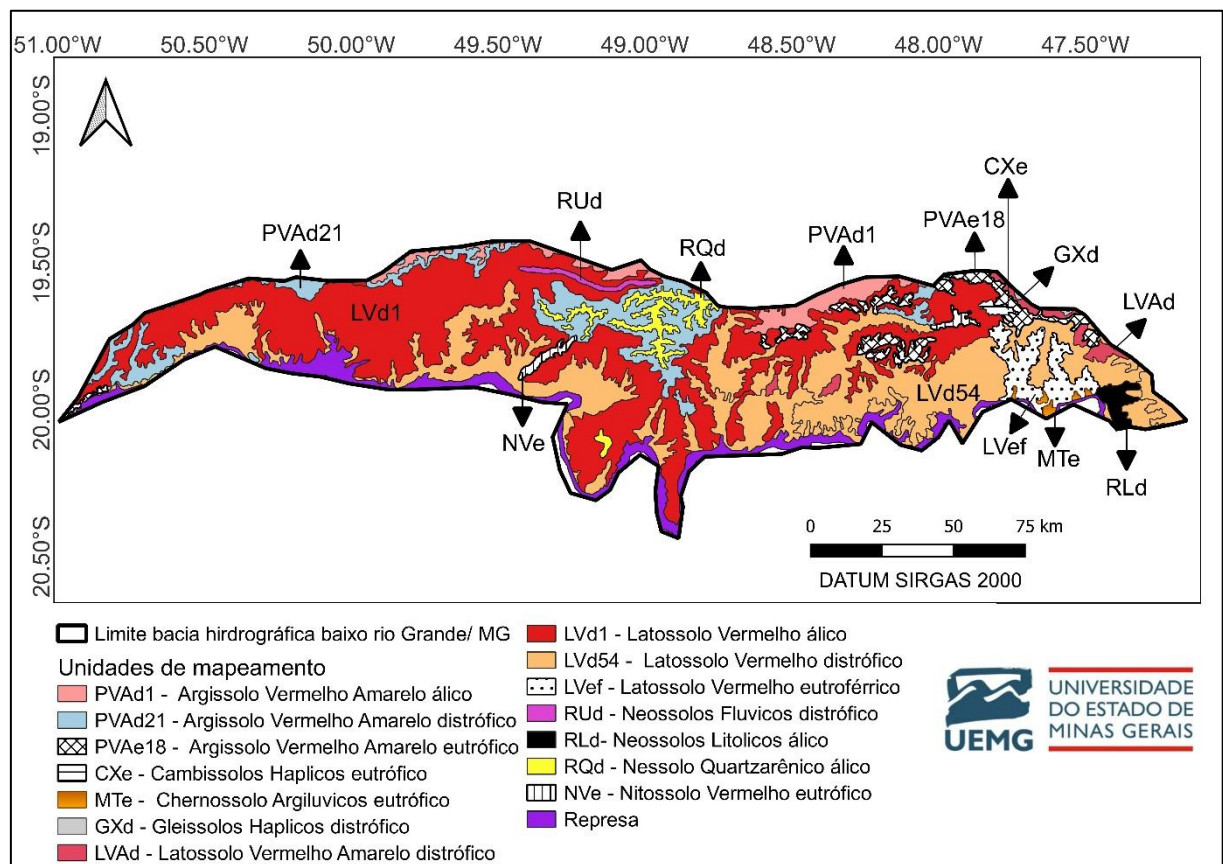 51.00°W 50.50°W 50.00°W 49.50°W 49.00°W 48.50°W 48.00°W 47.50°W
19.00°S
19.50°S
20.00°S
20.50°S
CXe
RUd
PVAd21
RQd
PVAd1
PVAe18
GXd
LVAd
LVd1
LVd54
NVe
LVef
MTe
RLd
0 25 50 75 km
DATUM SIRGAS 2000
Limite bacia hirdrográfica baixo rio Grande/ MG
Unidades de mapeamento
PVAd1 - Argissolo Vermelho Amarelo álico
PVAd21 - Argissolo Vermelho Amarelo distrófico
PVAe18 - Argissolo Vermelho Amarelo eutrófico
CXe - Cambissolos Haplicos eutrófico
MTe - Chernossolo Argiluvicos eutrófico
GXd - Gleissolos Haplicos distrófico
LVAd - Latossolo Vermelho Amarelo distrófico
LVd1 - Latossolo Vermelho álico
LVd54 - Latossolo Vermelho distrófico
LVef - Latossolo Vermelho eutroférrico
RUd - Neossolos Fluvicos distrófico
RLd- Neossolos Litolicos álico
RQd - Nessolo Quartzarênico álico
NVe - Nitossolo Vermelho eutrófico
Represa
UEMG
UNIVERSIDADE
DO ESTADO DE
MINAS GERAIS